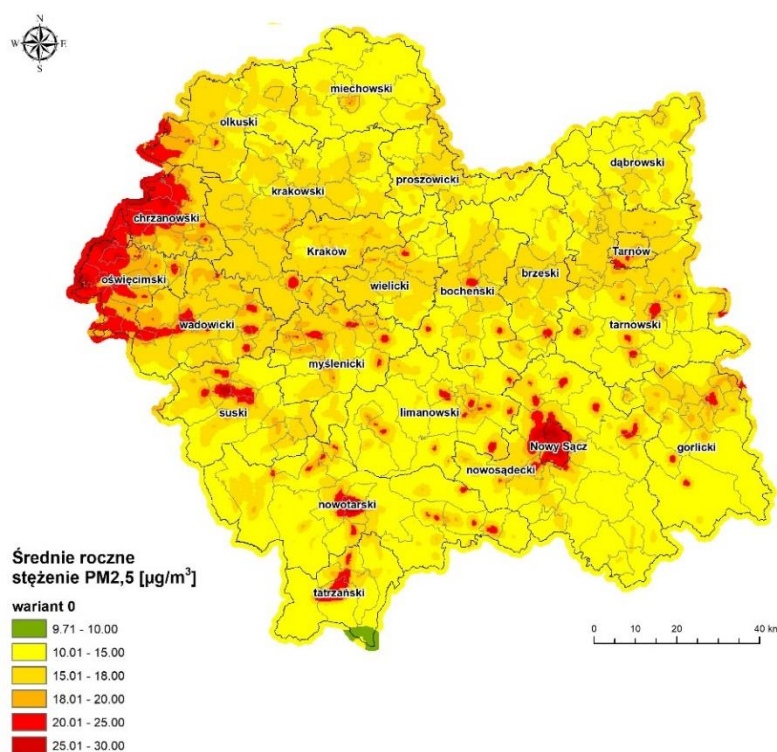 N
W E
S
miechowski
olkuski
dąbrowski
proszowicki
krakowski
chrzanowski
Kraków
Tarnów
oświęcimski
wielicki
bocheński
brzeski
wadowicki
tarnowski
myślenicki
suski
limanowski
Nowy Sącz
gorlicki
nowosądecki
nowotarski
tatrzański
Średnie roczne
stężenie PM2,5 [µg/m³]
wariant 0
9.71 - 10.00
10.01 - 15.00
15.01 - 18.00
18.01 - 20.00
20.01 - 25.00
25.01 - 30.00
0 10 20 40 km